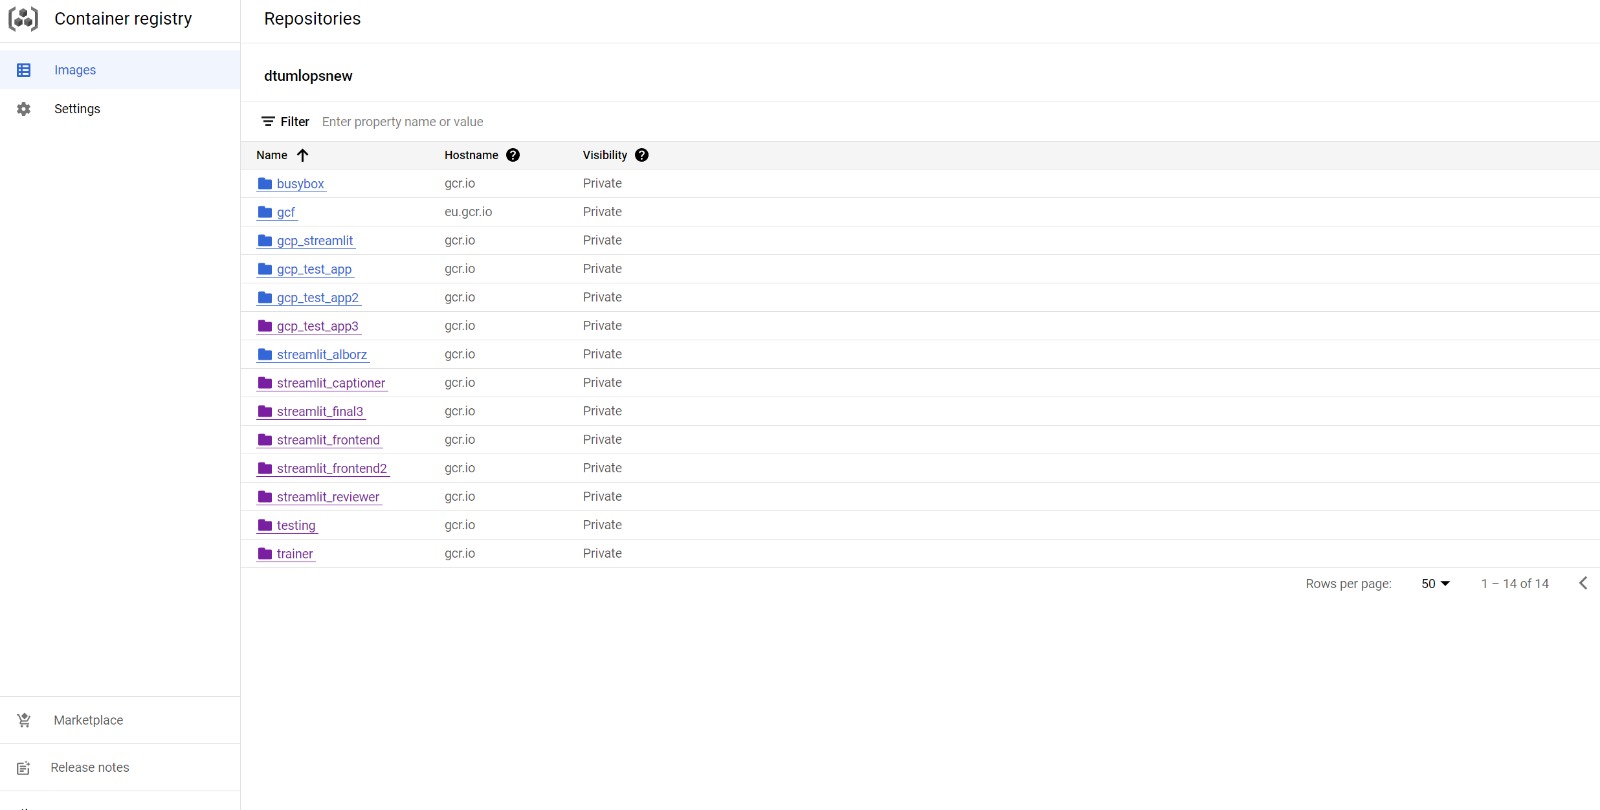 Container registry
Repositories
Images
Settings
dtumlopsnew
Filter Enter property name or value
Name Hostname ? Visibility ?
busybox gcr.io Private
gcf eu.gcr.io Private
gcp_streamlit gcr.io Private
gcp_test_app gcr.io Private
gcp_test_app2 gcr.io Private
gcp_test_app3 gcr.io Private
streamlit_alborz gcr.io Private
streamlit_captioner gcr.io Private
streamlit_final3 gcr.io Private
streamlit_frontend gcr.io Private
streamlit_frontend2 gcr.io Private
streamlit_reviewer gcr.io Private
testing gcr.io Private
trainer gcr.io Private
Rows per page: 50 1 – 14 of 14
Marketplace
Release notes